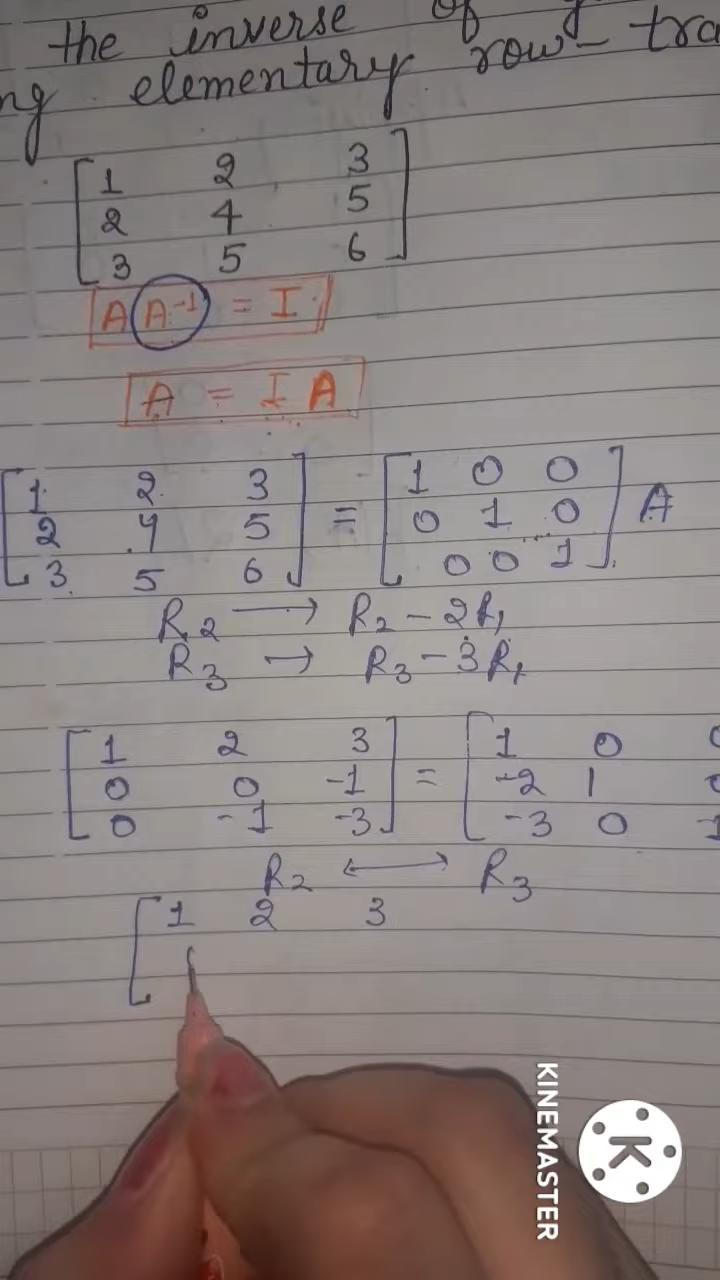 the inverse of
elementary row-
1 2 3
2 4 5
3 5 6
A A⁻¹ = I
A = I A
1 2 3 = 1 0 0 A
2 4 5 0 1 0
3 5 6 0 0 1
R₂ → R₂ - 2R₁
R₃ → R₃ - 3R₁
1 2 3 = 1 0
0 0 -1 -2 1
0 -1 -3 -3 0
R₂ ↔ R₃
1 2 3
KINEMASTER